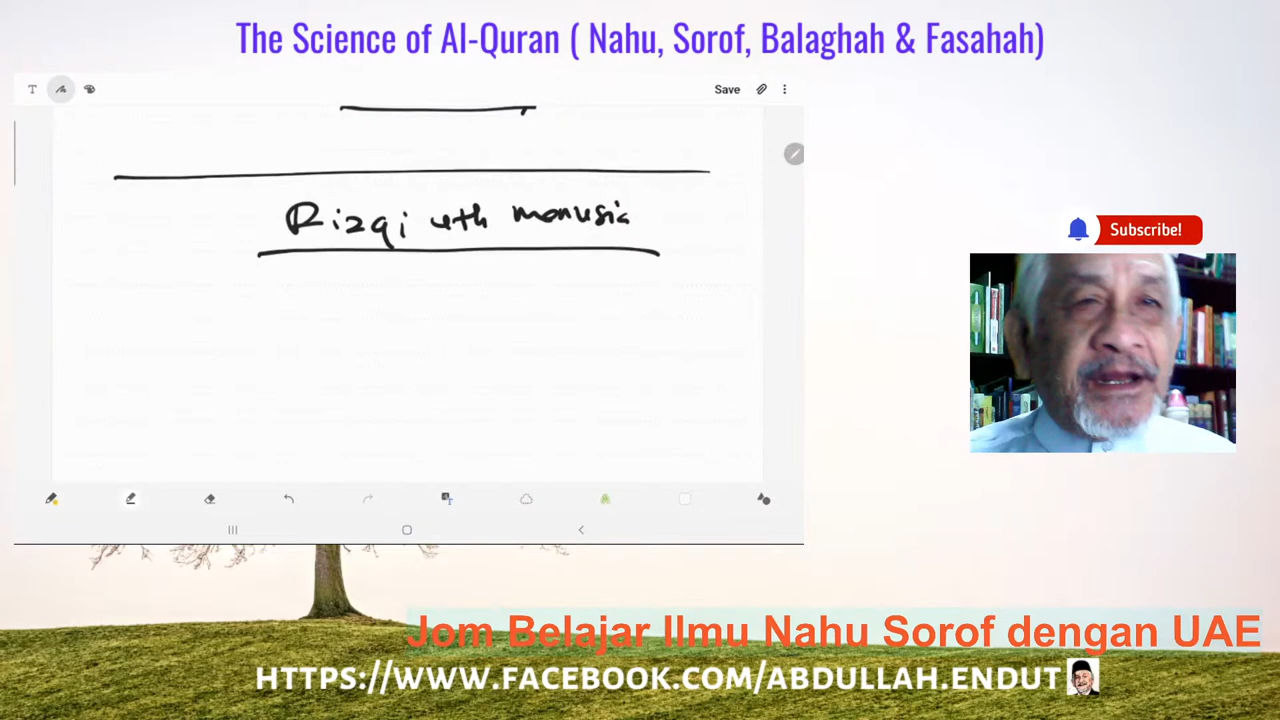 The Science of Al-Quran ( Nahu, Sorof, Balaghah & Fasahah)
T
Save
Rizqi utk manusia
Subscribe!
Jom Belajar Ilmu Nahu Sorof dengan UAE
HTTPS://WWW.FACEBOOK.COM/ABDULLAH.ENDUT